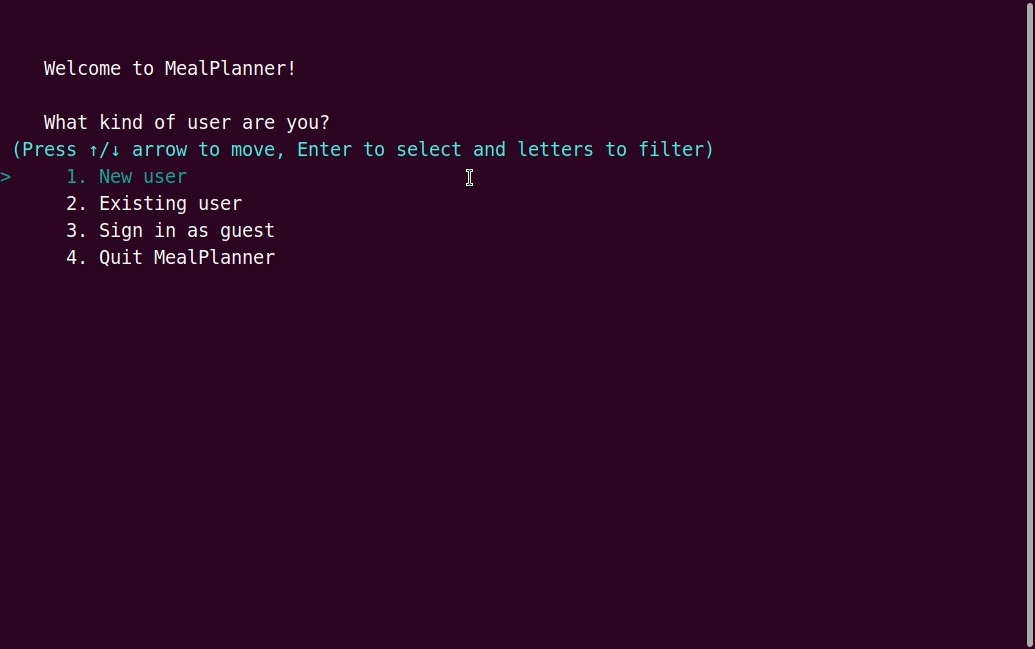 Welcome to MealPlanner!
What kind of user are you?
(Press ↑/↓ arrow to move, Enter to select and letters to filter)
> 1. New user
2. Existing user
3. Sign in as guest
4. Quit MealPlanner